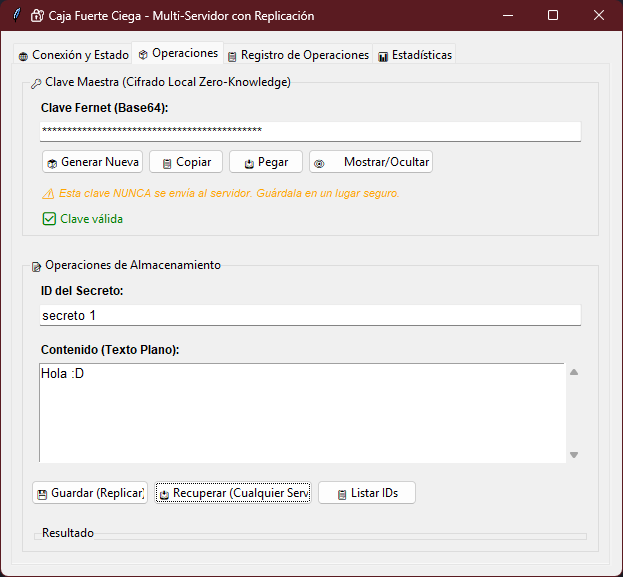 Caja Fuerte Ciega - Multi-Servidor con Replicación
Conexión y Estado Operaciones Registro de Operaciones Estadísticas
Clave Maestra (Cifrado Local Zero-Knowledge)
Clave Fernet (Base64):
********************************************
Generar Nueva Copiar Pegar Mostrar/Ocultar
Esta clave NUNCA se envía al servidor. Guárdala en un lugar seguro.
Clave válida
Operaciones de Almacenamiento
ID del Secreto:
secreto 1
Contenido (Texto Plano):
Hola :D
Guardar (Replicar) Recuperar (Cualquier Serv Listar IDs
Resultado